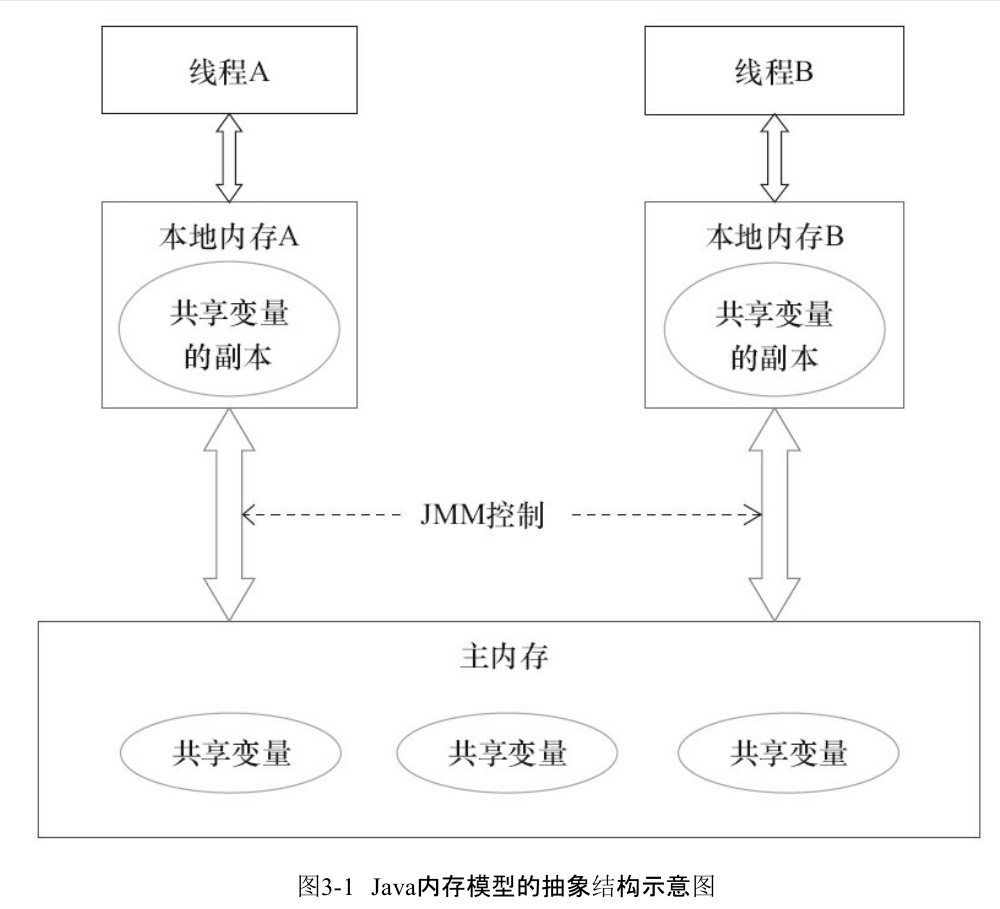 线程A
线程B
本地内存A
共享变量
的副本
本地内存B
共享变量
的副本
JMM控制
主内存
共享变量
共享变量
共享变量
图3-1 Java内存模型的抽象结构示意图